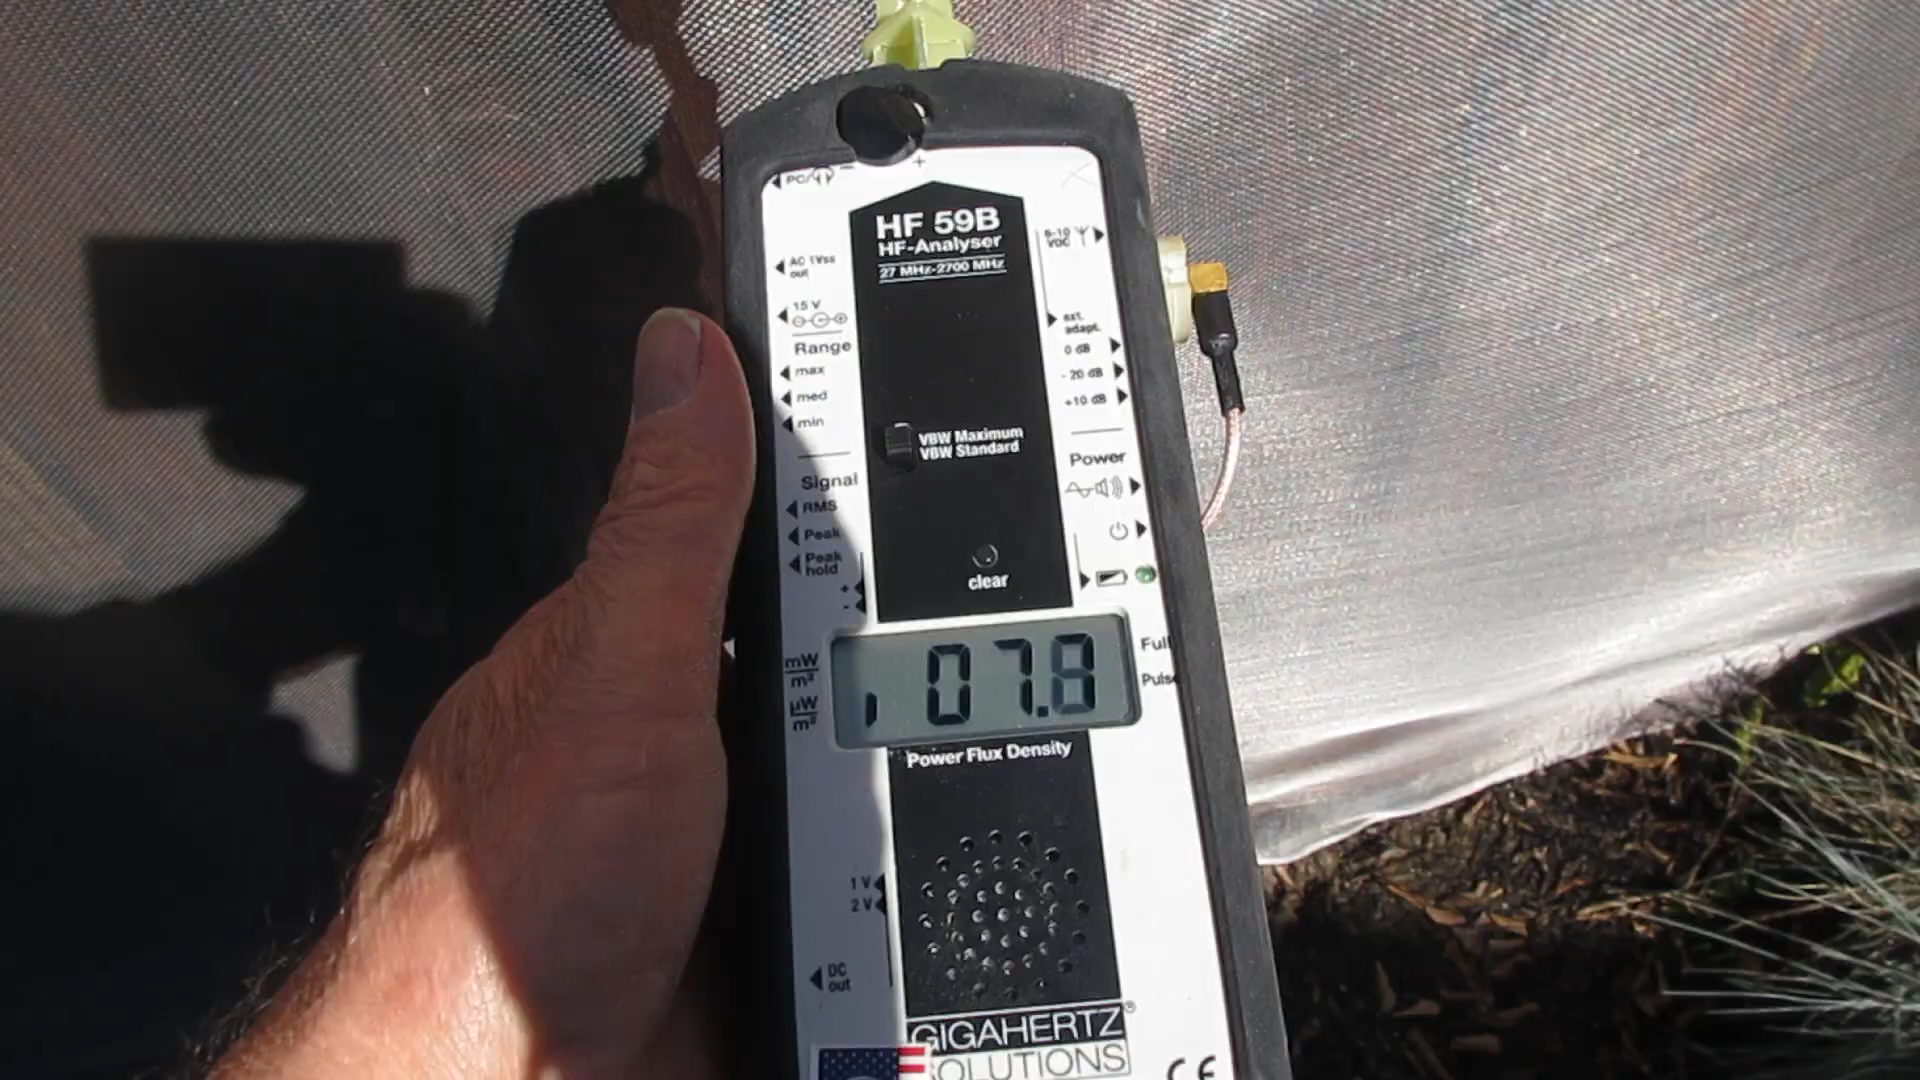 PC/
+
HF 59B
HF-Analyser
27 MHz-2700 MHz
6-10
VDC
AC 1Vss
out
15 V
ext.
adapt.
Range
0 dB
max
- 20 dB
med
+10 dB
min
VBW Maximum
VBW Standard
Power
Signal
RMS
Peak
Peak
hold
clear
+
-
mW
m²
µW
m²
07.8
Full
Pulse
Power Flux Density
1 V
2 V
DC
out
GIGAHERTZ®
SOLUTIONS
CE